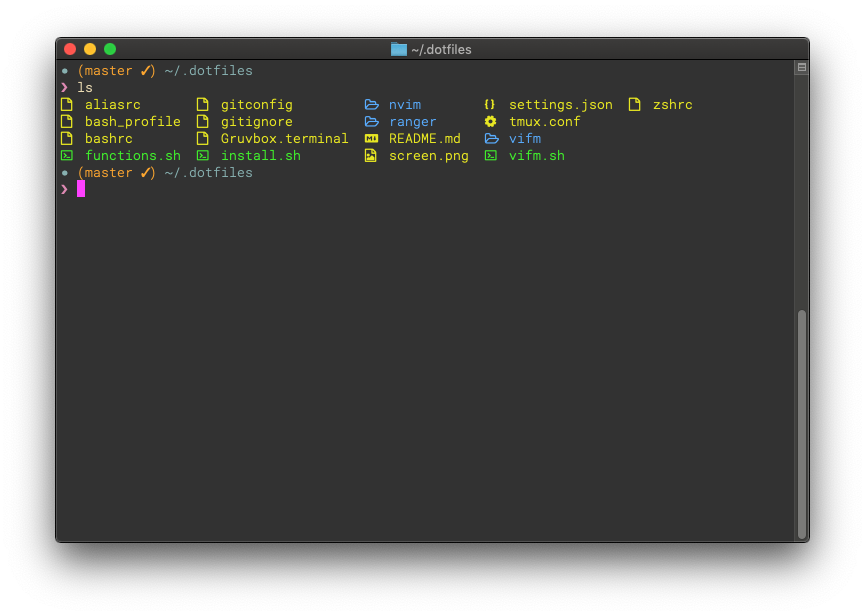 ~/.dotfiles
• (master ✓) ~/.dotfiles
❯ ls
aliasrc gitconfig nvim {} settings.json zshrc
bash_profile gitignore ranger tmux.conf
bashrc Gruvbox.terminal README.md vifm
functions.sh install.sh screen.png vifm.sh
• (master ✓) ~/.dotfiles
❯